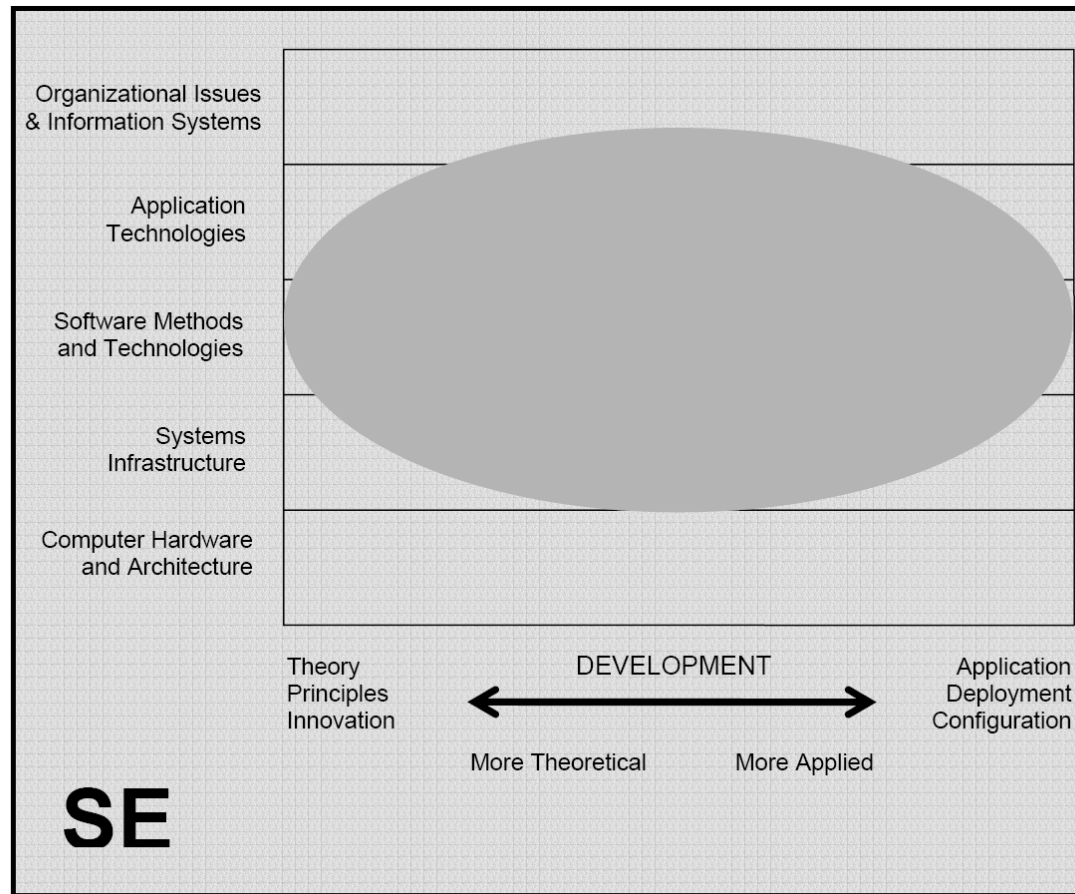 Organizational Issues
& Information Systems
Application
Technologies
Software Methods
and Technologies
Systems
Infrastructure
Computer Hardware
and Architecture
Theory
Principles
Innovation
DEVELOPMENT
More Theoretical
More Applied
Application
Deployment
Configuration
SE